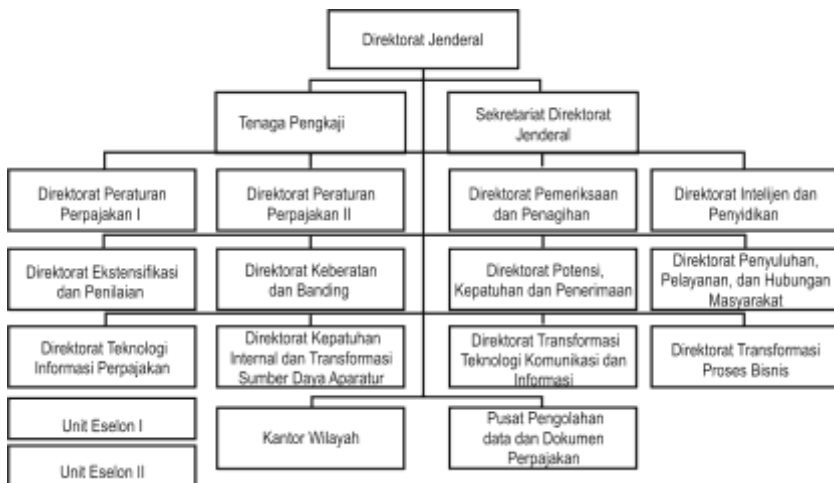 Direktorat Jenderal
Tenaga Pengkaji
Sekretariat Direktorat
Jenderal
Direktorat Peraturan
Perpajakan I
Direktorat Peraturan
Perpajakan II
Direktorat Pemeriksaan
dan Penagihan
Direktorat Intelijen dan
Penyidikan
Direktorat Ekstensifikasi
dan Penilaian
Direktorat Keberatan
dan Banding
Direktorat Potensi,
Kepatuhan dan Penerimaan
Direktorat Penyuluhan,
Pelayanan, dan Hubungan
Masyarakat
Direktorat Teknologi
Informasi Perpajakan
Direktorat Kepatuhan
Internal dan Transformasi
Sumber Daya Aparatur
Direktorat Transformasi
Teknologi Komunikasi dan
Informasi
Direktorat Transformasi
Proses Bisnis
Unit Eselon I
Unit Eselon II
Kantor Wilayah
Pusat Pengolahan
data dan Dokumen
Perpajakan